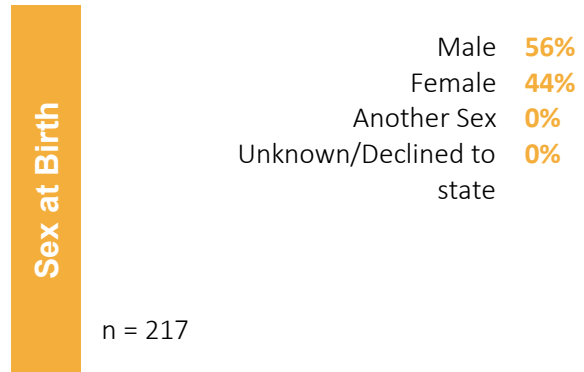 Sex at Birth
Male 56%
Female 44%
Another Sex 0%
Unknown/Declined to 0%
state
n = 217